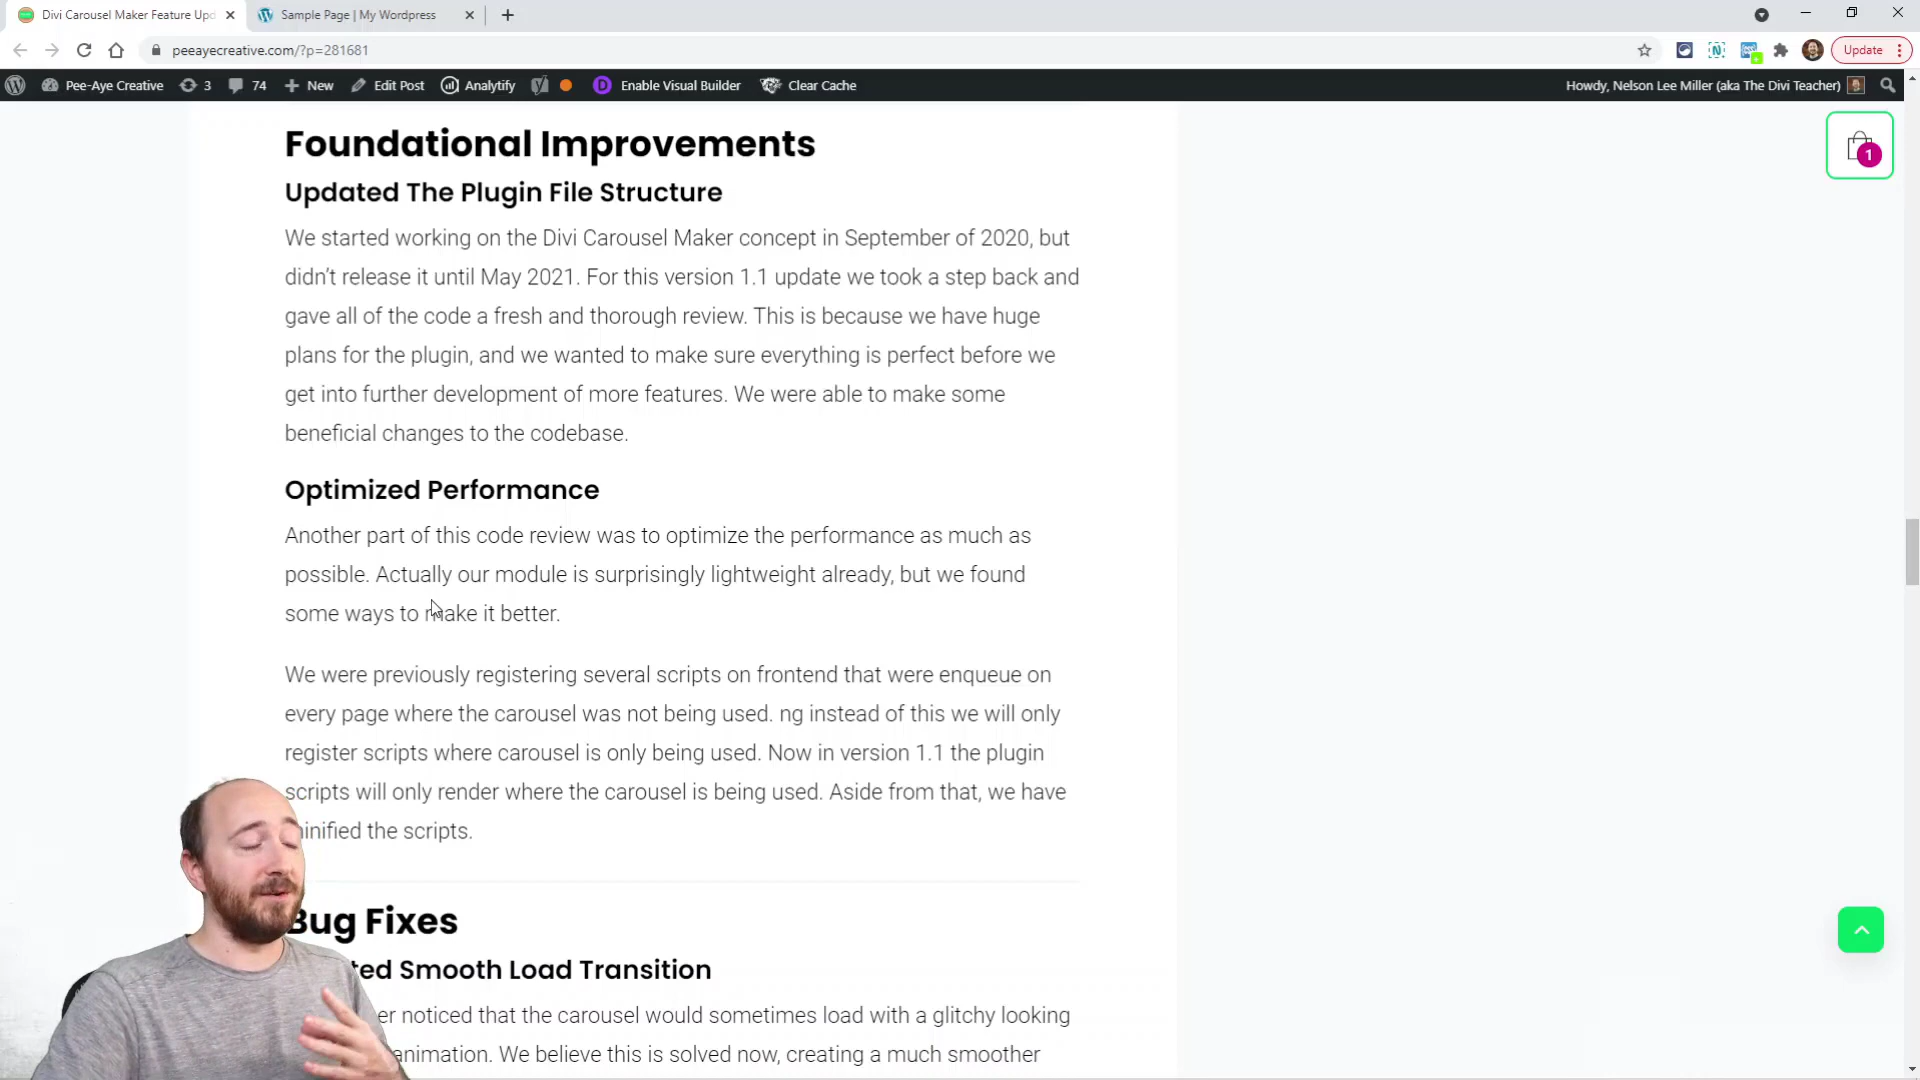 Divi Carousel Maker Feature Upd
Sample Page | My Wordpress
peeayecreative.com/?p=281681
Update
Pee-Aye Creative
3
74
New
Edit Post
Analytify
D
Enable Visual Builder
Clear Cache
Howdy, Nelson Lee Miller (aka The Divi Teacher)
1
Foundational Improvements
Updated The Plugin File Structure
We started working on the Divi Carousel Maker concept in September of 2020, but
didn't release it until May 2021. For this version 1.1 update we took a step back and
gave all of the code a fresh and thorough review. This is because we have huge
plans for the plugin, and we wanted to make sure everything is perfect before we
get into further development of more features. We were able to make some
beneficial changes to the codebase.
Optimized Performance
Another part of this code review was to optimize the performance as much as
possible. Actually our module is surprisingly lightweight already, but we found
some ways to make it better.
We were previously registering several scripts on frontend that were enqueue on
every page where the carousel was not being used. ng instead of this we will only
register scripts where carousel is only being used. Now in version 1.1 the plugin
scripts will only render where the carousel is being used. Aside from that, we have
inified the scripts.
Bug Fixes
ted Smooth Load Transition
er noticed that the carousel would sometimes load with a glitchy looking
animation. We believe this is solved now, creating a much smoother